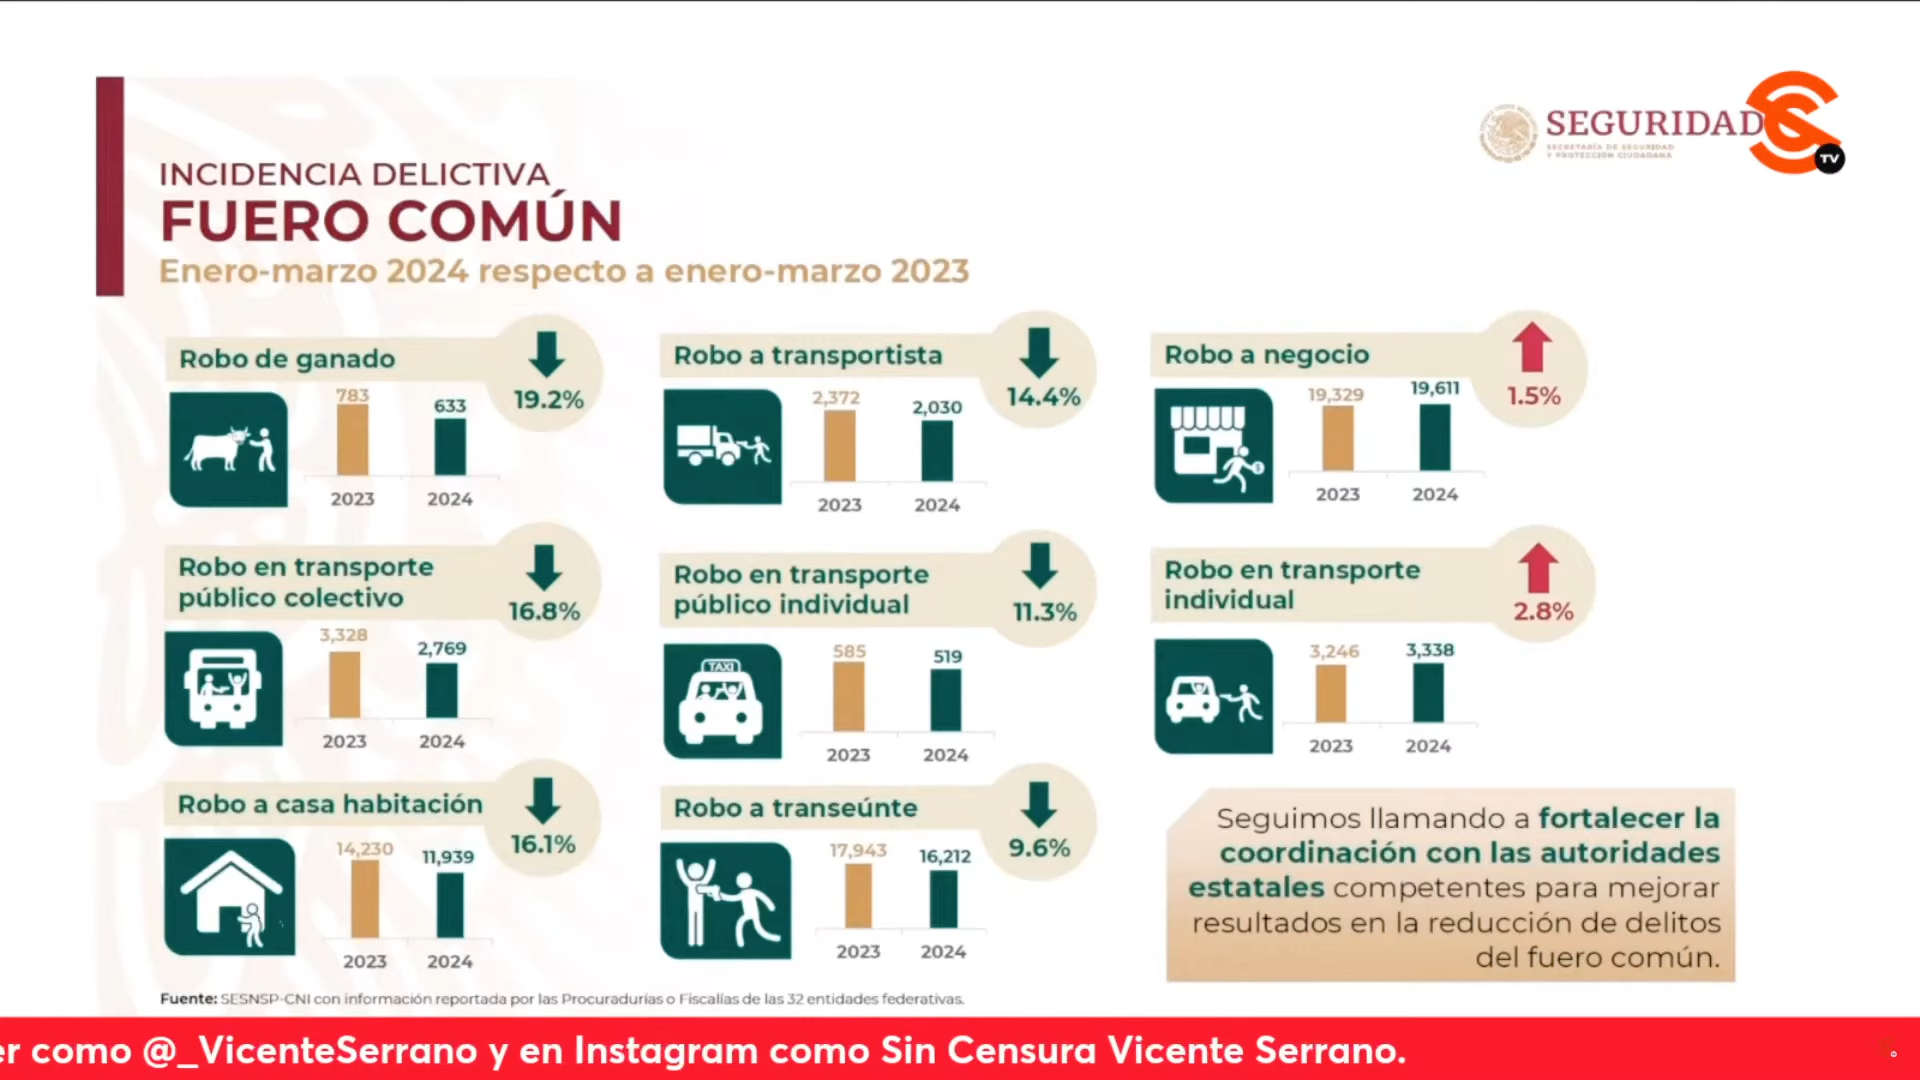 SEGURIDAD
SECRETARÍA DE SEGURIDAD
Y PROTECCIÓN CIUDADANA
TV
INCIDENCIA DELICTIVA
FUERO COMÚN
Enero-marzo 2024 respecto a enero-marzo 2023
Robo de ganado
19.2%
783
633
2023
2024
Robo a transportista
14.4%
2,372
2,030
2023
2024
Robo a negocio
1.5%
19,329
19,611
2023
2024
Robo en transporte
público colectivo
16.8%
3,328
2,769
2023
2024
Robo en transporte
público individual
11.3%
TAXI
585
519
2023
2024
Robo en transporte
individual
2.8%
3,246
3,338
2023
2024
Robo a casa habitación
16.1%
14,230
11,939
2023
2024
Robo a transeúnte
9.6%
17,943
16,212
2023
2024
Seguimos llamando a fortalecer la
coordinación con las autoridades
estatales competentes para mejorar
resultados en la reducción de delitos
del fuero común.
Fuente: SESNSP-CNI con información reportada por las Procuradurías o Fiscalías de las 32 entidades federativas.
er como @_VicenteSerrano y en Instagram como Sin Censura Vicente Serrano.